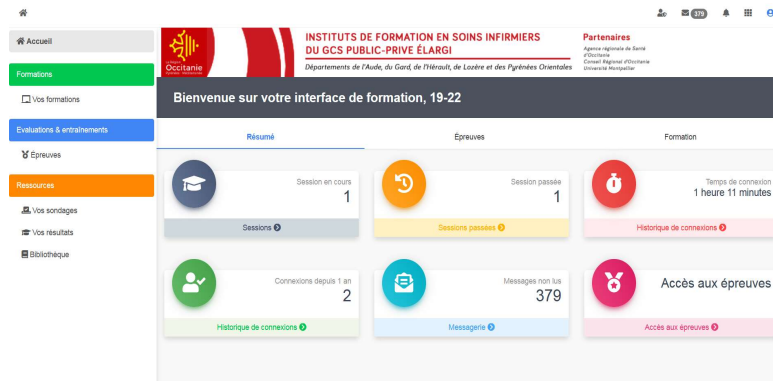 379
Accueil
Formations
Vos formations
Evaluations & entraînements
Épreuves
Ressources
Vos sondages
Vos résultats
Bibliothèque
Occitanie
INSTITUTS DE FORMATION EN SOINS INFIRMIERS
DU GCS PUBLIC-PRIVE ÉLARGI
Départements de l'Aude, du Gard, de l'Hérault, de Lozère et des Pyrénées Orientales
Partenaires
Agence régionale de Santé
d'Occitanie
Conseil Régional d'Occitanie
Université Montpellier
Bienvenue sur votre interface de formation, 19-22
Résumé
Épreuves
Formation
Session en cours
1
Sessions
Session passée
1
Sessions passées
Temps de connexion
1 heure 11 minutes
Historique de connexions
Connexions depuis 1 an
2
Historique de connexions
Messages non lus
379
Messagerie
Accès aux épreuves
Accès aux épreuves